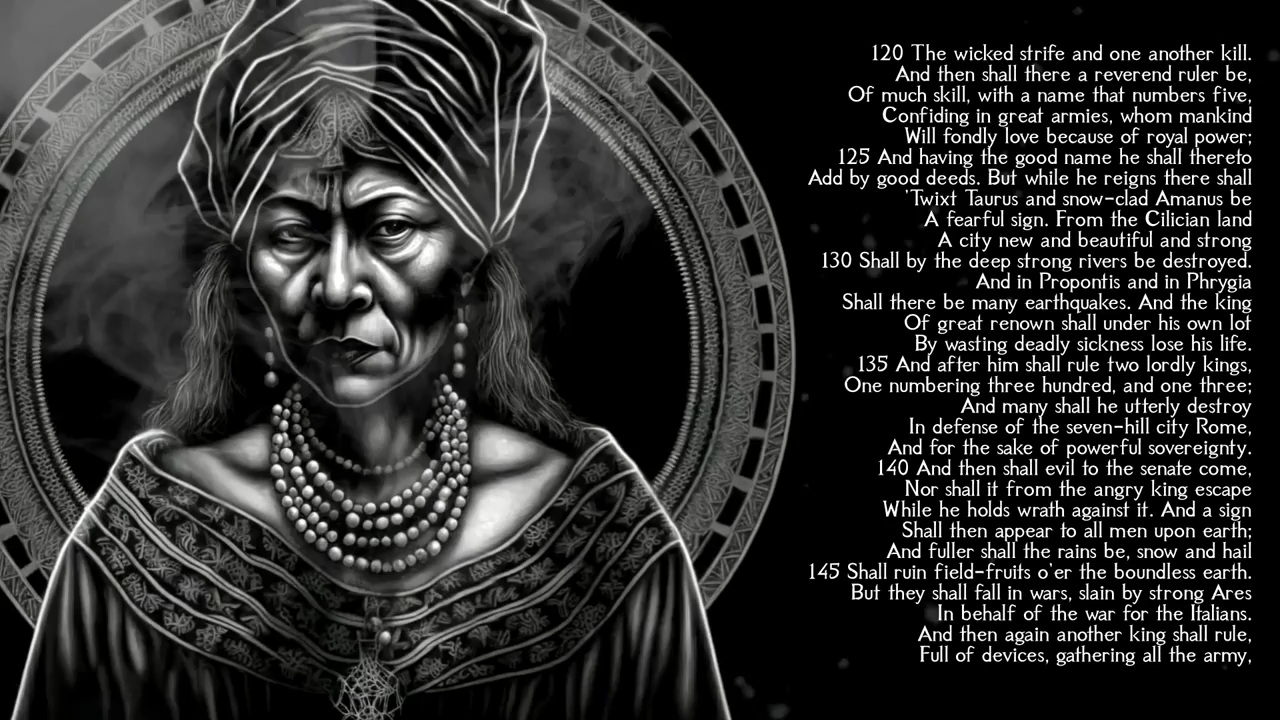 120 The wicked strife and one another kill.
And then shall there a reverend ruler be,
Of much skill, with a name that numbers five,
Confiding in great armies, whom mankind
Will fondly love because of royal power;
125 And having the good name he shall thereto
Add by good deeds. But while he reigns there shall
'Twixt Taurus and snow-clad Amanus be
A fearful sign. From the Cilician land
A city new and beautiful and strong
130 Shall by the deep strong rivers be destroyed.
And in Propontis and in Phrygia
Shall there be many earthquakes. And the king
Of great renown shall under his own lot
By wasting deadly sickness lose his life.
135 And after him shall rule two lordly kings,
One numbering three hundred, and one three;
And many shall he utterly destroy
In defense of the seven-hill city Rome,
And for the sake of powerful sovereignty.
140 And then shall evil to the senate come,
Nor shall it from the angry king escape
While he holds wrath against it. And a sign
Shall then appear to all men upon earth;
And fuller shall the rains be, snow and hail
145 Shall ruin field-fruits o'er the boundless earth.
But they shall fall in wars, slain by strong Ares
In behalf of the war for the Italians.
And then again another king shall rule,
Full of devices, gathering all the army,